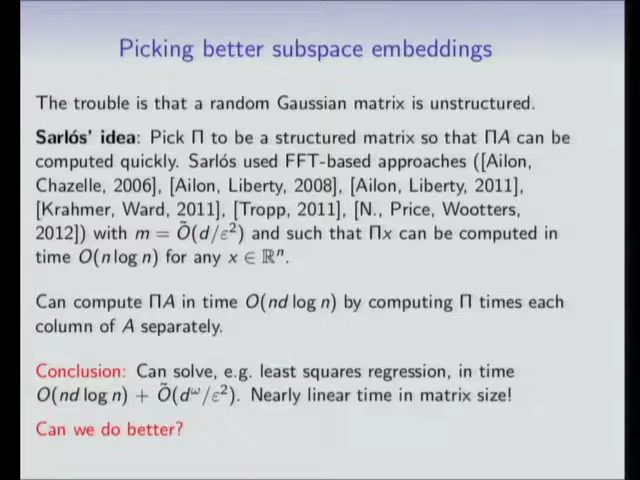 Picking better subspace embeddings
The trouble is that a random Gaussian matrix is unstructured.
Sarlós' idea: Pick Π to be a structured matrix so that ΠA can be
computed quickly. Sarlós used FFT-based approaches ([Ailon,
Chazelle, 2006], [Ailon, Liberty, 2008], [Ailon, Liberty, 2011],
[Krahmer, Ward, 2011], [Tropp, 2011], [N., Price, Wootters,
2012]) with m = Õ(d/ε²) and such that Πx can be computed in
time O(n log n) for any x ∈ ℝⁿ.
Can compute ΠA in time O(nd log n) by computing Π times each
column of A separately.
Conclusion: Can solve, e.g. least squares regression, in time
O(nd log n) + Õ(d^ω/ε²). Nearly linear time in matrix size!
Can we do better?